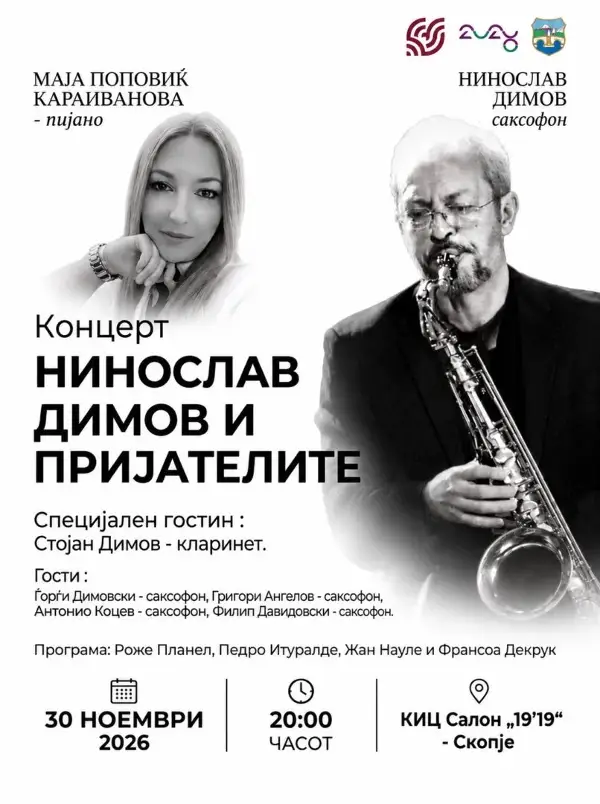 2028
МАЈА ПОПОВИЌ
КАРАИВАНОВА
- пијано
НИНОСЛАВ
ДИМОВ
саксофон
Концерт
НИНОСЛАВ
ДИМОВ И
ПРИЈАТЕЛИТЕ
Специјален гостин :
Стојан Димов - кларинет.
Гости :
Ѓорѓи Димовски - саксофон, Григори Ангелов - саксофон,
Антонио Коцев - саксофон, Филип Давидовски - саксофон.
Програма: Роже Планел, Педро Итуралде, Жан Науле и Франсоа Декрук
30 НОЕМВРИ
2026
20:00
ЧАСОТ
КИЦ Салон „19’19“
- Скопје